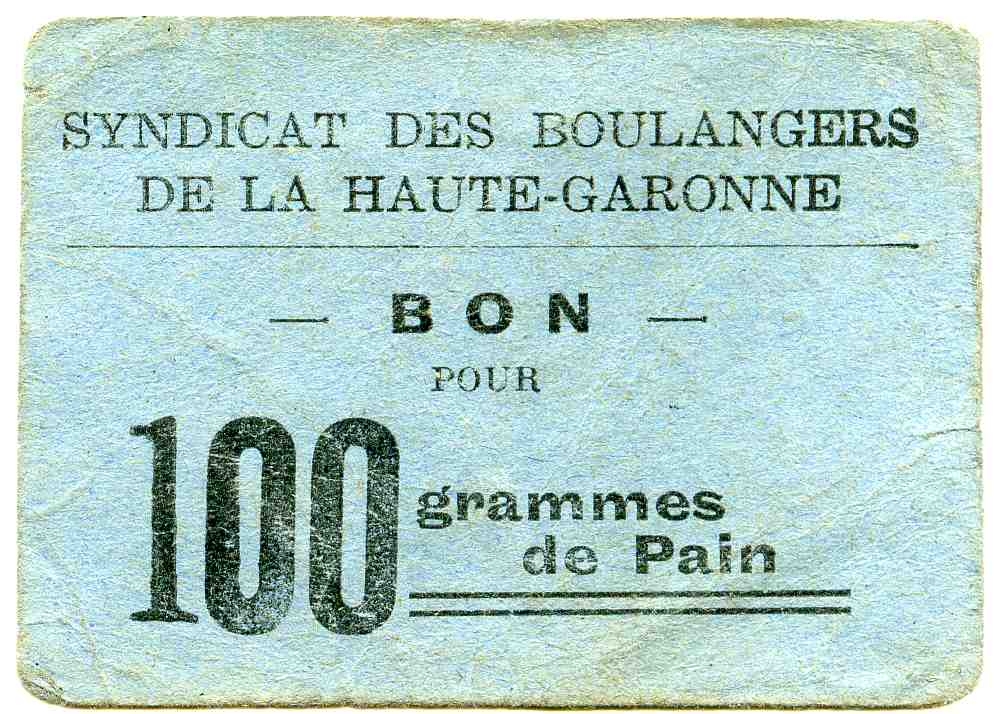 SYNDICAT DES BOULANGERS
DE LA HAUTE-GARONNE
— BON —
POUR
100 grammes
de Pain